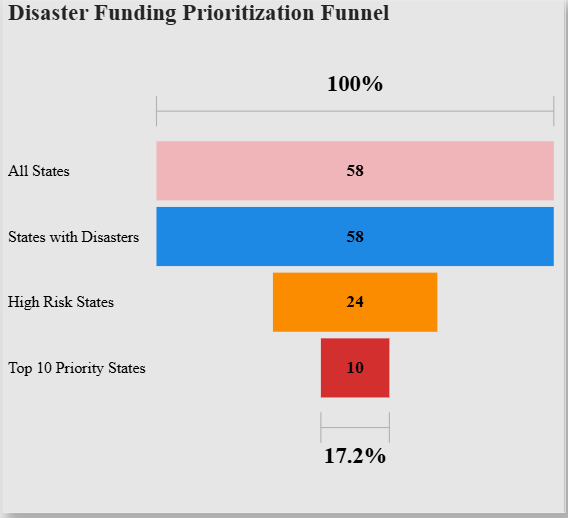 Disaster Funding Prioritization Funnel
100%
All States 58
States with Disasters 58
High Risk States 24
Top 10 Priority States 10
17.2%